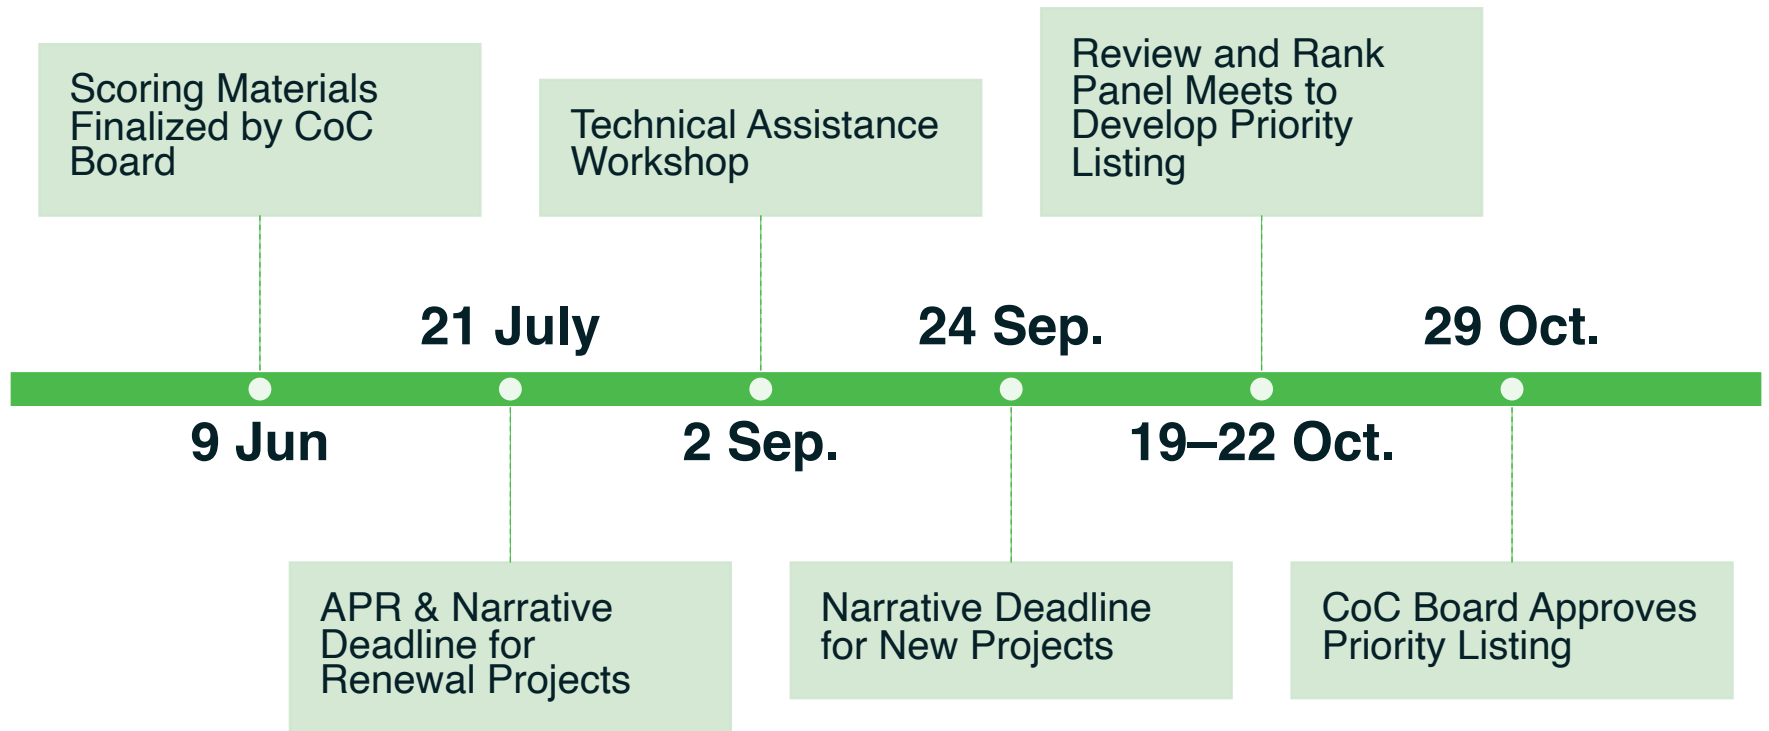 Scoring Materials
Finalized by CoC
Board
9 Jun
21 July
APR & Narrative
Deadline for
Renewal Projects
Technical Assistance
Workshop
2 Sep.
24 Sep.
Narrative Deadline
for New Projects
Review and Rank
Panel Meets to
Develop Priority
Listing
19–22 Oct.
29 Oct.
CoC Board Approves
Priority Listing